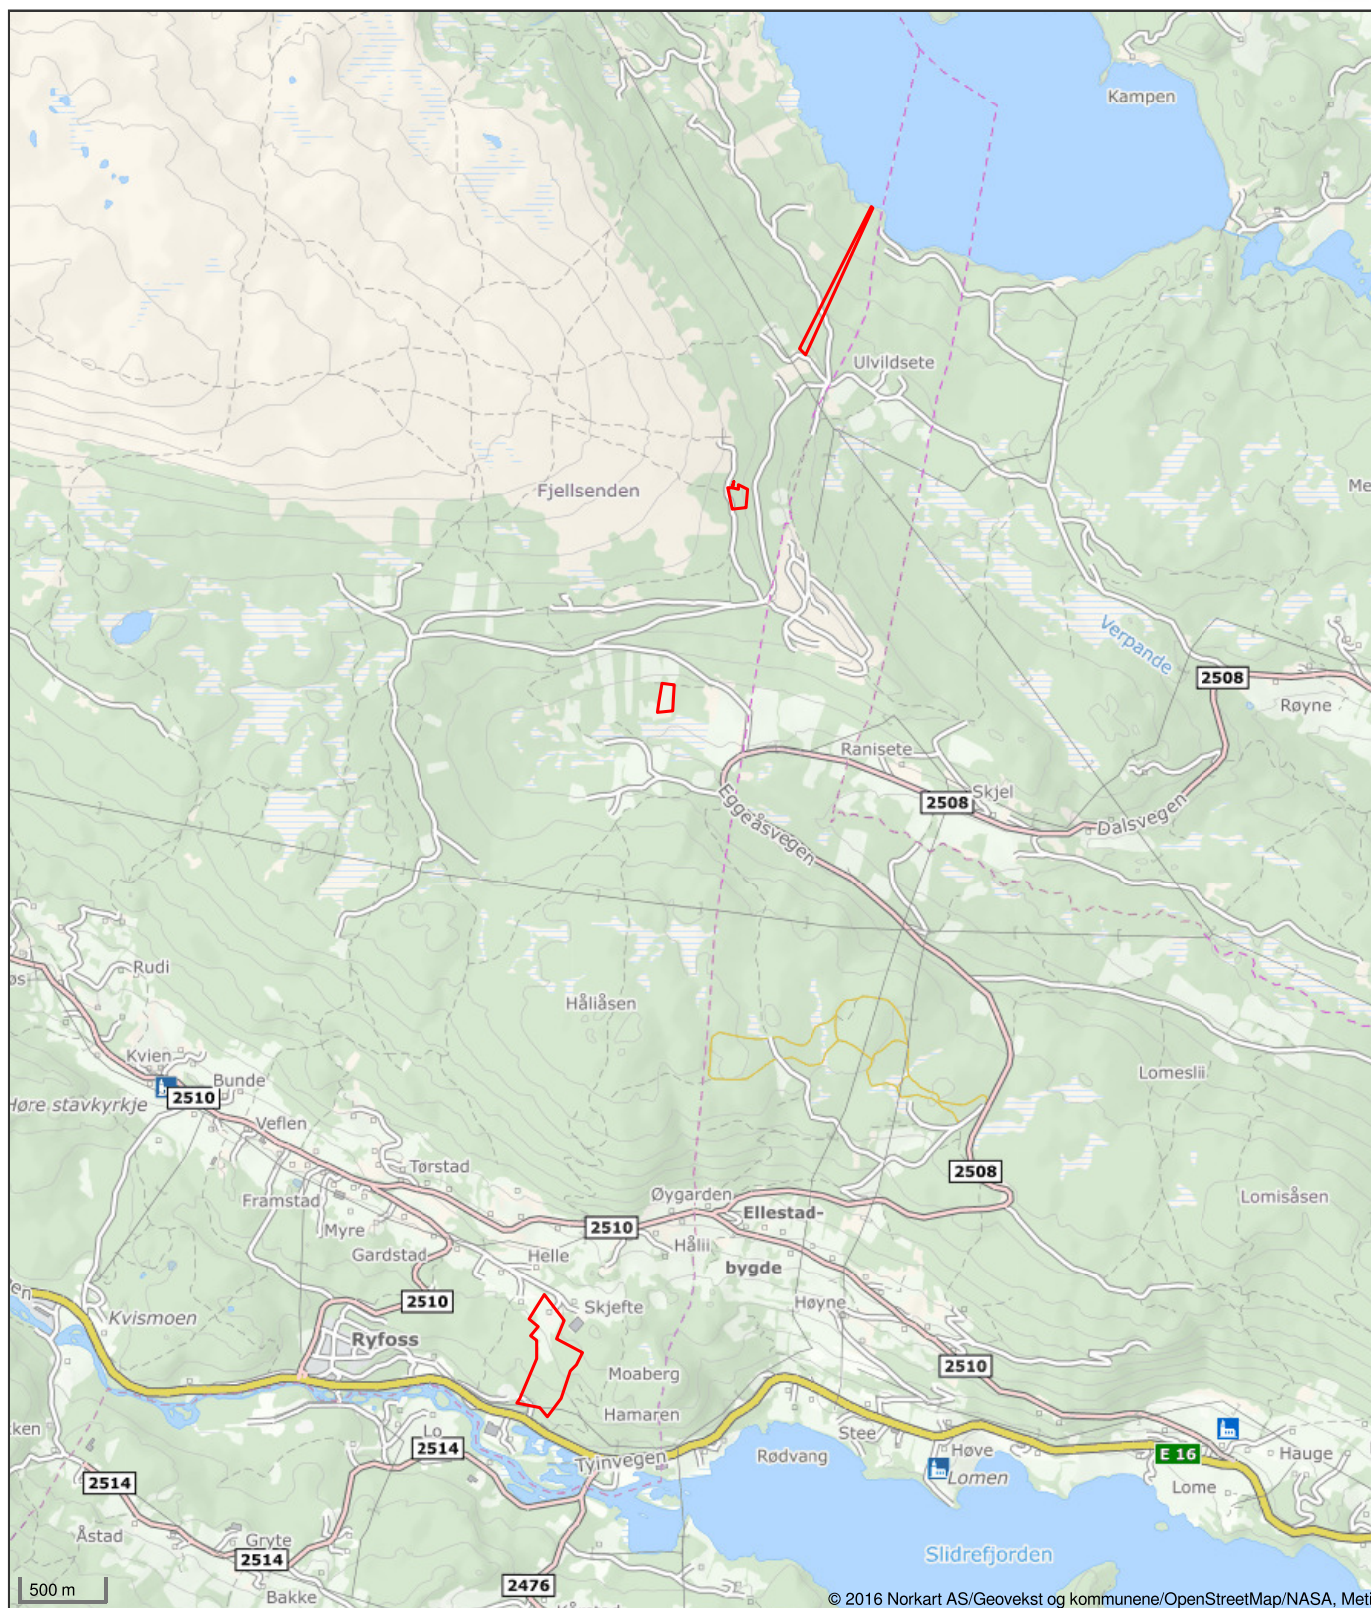 Kampen
Ulvildsete
Fjellsenden
Verpande
2508
Røyne
Ranisete
2508
Skjel
Dalsvegen
Eggeåsvegen
Rudi
Håliåsen
Kvien
Bunde
2510
Høre stavkyrkje
Lomeslii
Veflen
Tørstad
2508
Framstad
Øygarden
Ellestad-
Lomisåsen
Myre
2510
Gardstad
Helle
Hålii
bygde
2510
Skjefte
Høyne
Kvismoen
Ryfoss
2510
Moaberg
Hamaren
Lo
Stee
2514
Tyinvegen
Rødvang
Høve
E 16
Hauge
Lomen
2514
Lome
Åstad
Gryte
2514
Slidrefjorden
Bakke
2476
500 m
© 2016 Norkart AS/Geovekst og kommunene/OpenStreetMap/NASA, Meti